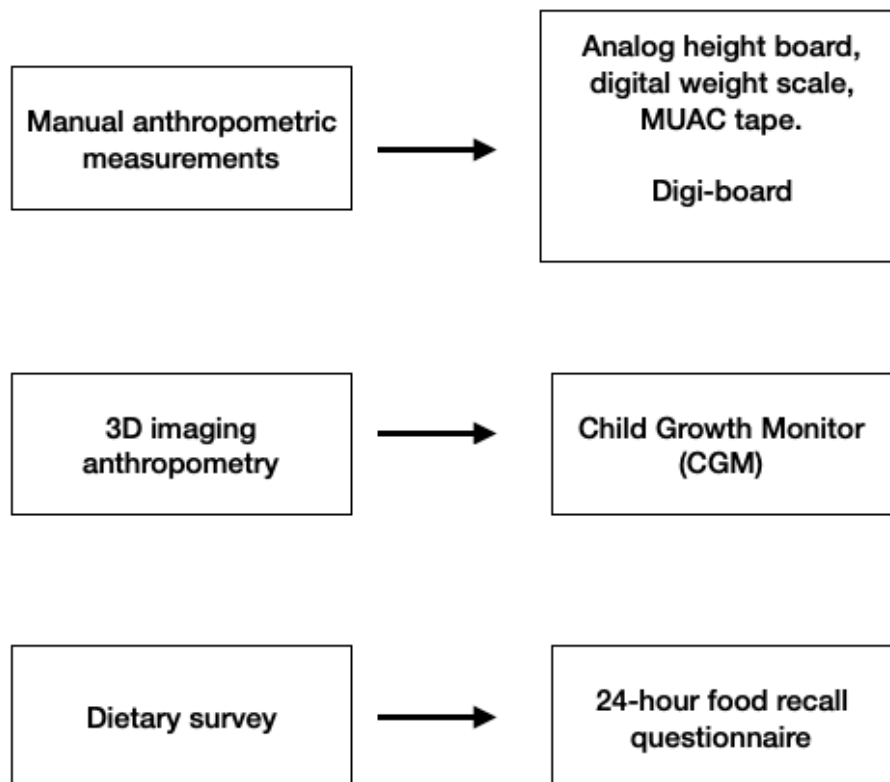 Manual anthropometric
measurements
Analog height board,
digital weight scale,
MUAC tape.
Digi-board
3D imaging
anthropometry
Child Growth Monitor
(CGM)
Dietary survey
24-hour food recall
questionnaire